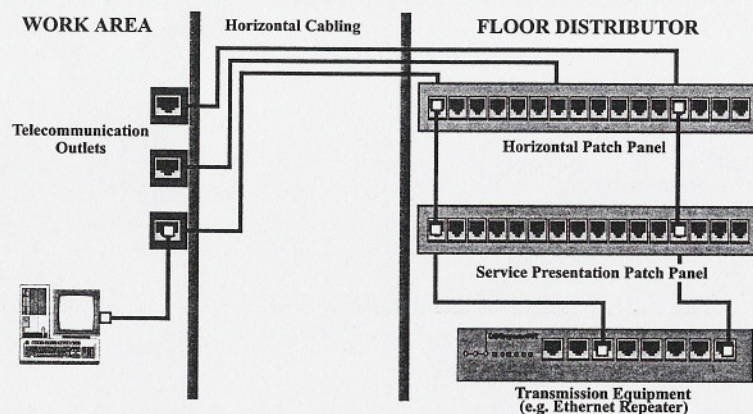 WORK AREA
Horizontal Cabling
FLOOR DISTRIBUTOR
Telecommunication
Outlets
Horizontal Patch Panel
Service Presentation Patch Panel
Transmission Equipment
(e.g. Ethernet Repeater)